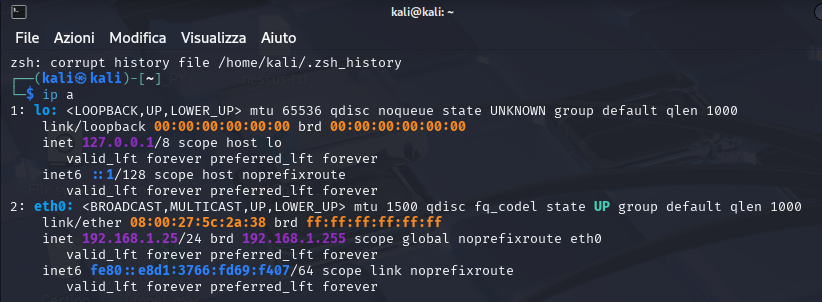 kali@kali: ~
File Azioni Modifica Visualizza Aiuto
zsh: corrupt history file /home/kali/.zsh_history
┌──(kali㉿kali)-[~]
└─$ ip a
1: lo: <LOOPBACK,UP,LOWER_UP> mtu 65536 qdisc noqueue state UNKNOWN group default qlen 1000
    link/loopback 00:00:00:00:00:00 brd 00:00:00:00:00:00
    inet 127.0.0.1/8 scope host lo
       valid_lft forever preferred_lft forever
    inet6 ::1/128 scope host noprefixroute
       valid_lft forever preferred_lft forever
2: eth0: <BROADCAST,MULTICAST,UP,LOWER_UP> mtu 1500 qdisc fq_codel state UP group default qlen 1000
    link/ether 08:00:27:5c:2a:38 brd ff:ff:ff:ff:ff:ff
    inet 192.168.1.25/24 brd 192.168.1.255 scope global noprefixroute eth0
       valid_lft forever preferred_lft forever
    inet6 fe80::e8d1:3766:fd69:f407/64 scope link noprefixroute
       valid_lft forever preferred_lft forever